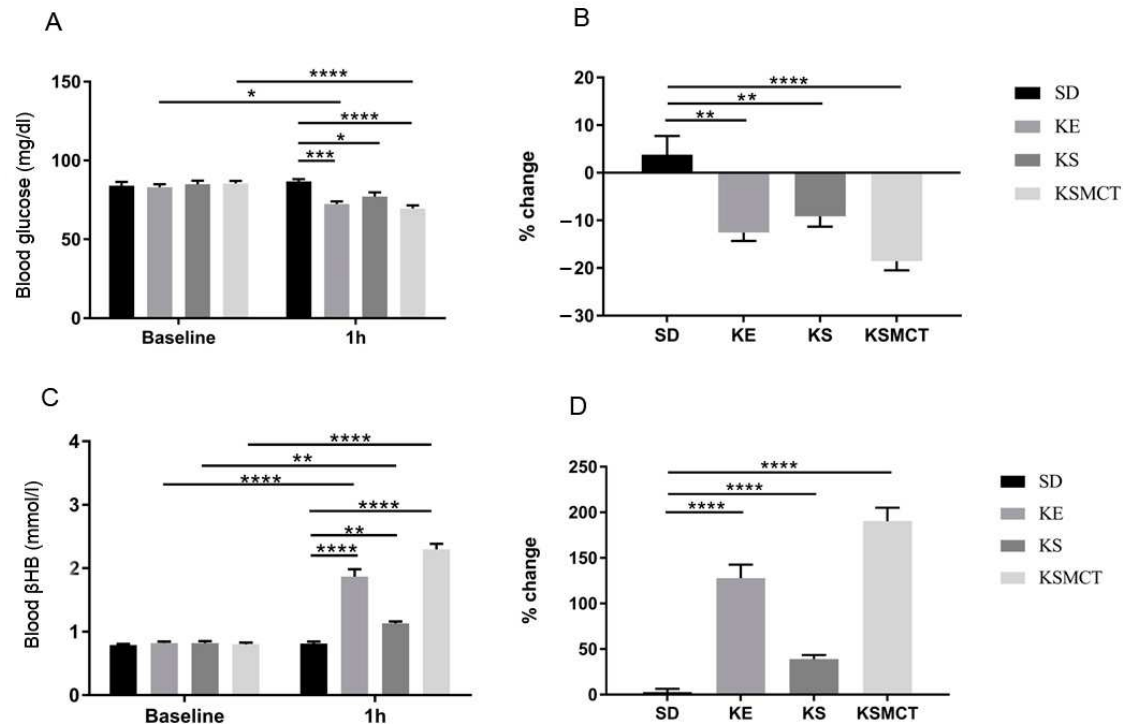 A
Blood glucose (mg/dl)
150
100
50
0
****
*
****
*
***
Baseline 1h
B
% change
20
10
0
−10
−20
−30
****
**
**
SD KE KS KSMCT
SD
KE
KS
KSMCT
C
Blood βHB (mmol/l)
4
3
2
1
0
****
**
****
****
**
****
Baseline 1h
D
% change
250
200
150
100
50
0
****
****
****
SD KE KS KSMCT
SD
KE
KS
KSMCT